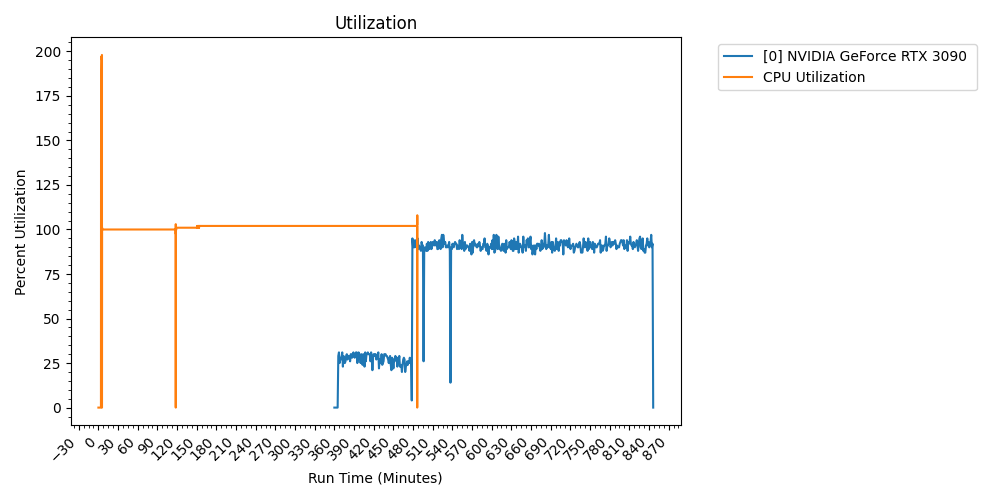 Utilization
[0] NVIDIA GeForce RTX 3090
CPU Utilization
200
175
150
125
100
75
50
25
0
Percent Utilization
−30 0 30 60 90 120 150 180 210 240 270 300 330 360 390 420 450 480 510 540 570 600 630 660 690 720 750 780 810 840 870
Run Time (Minutes)